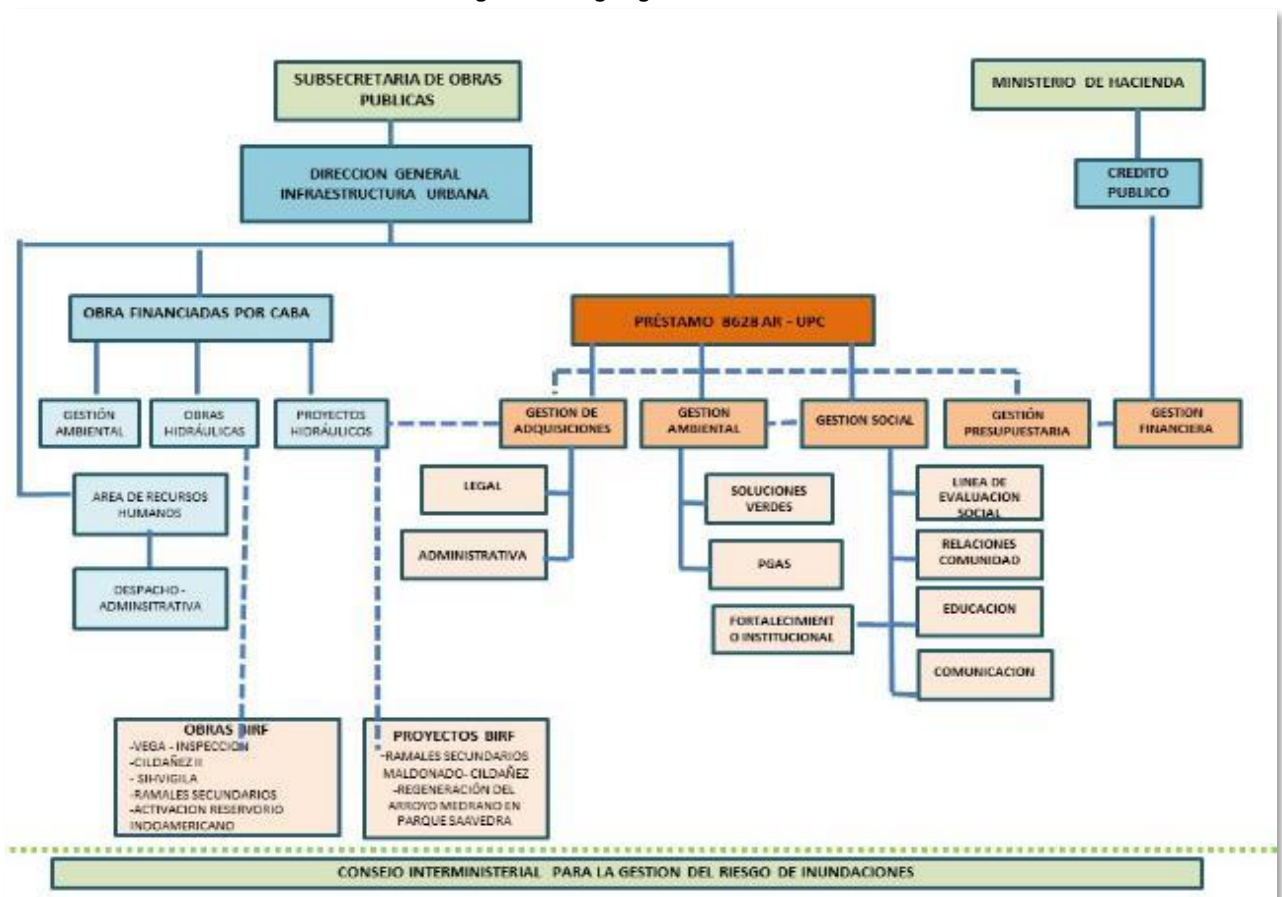 SUBSECRETARIA DE OBRAS
PUBLICAS
MINISTERIO DE HACIENDA
DIRECCION GENERAL
INFRAESTRUCTURA URBANA
CREDITO
PUBLICO
OBRA FINANCIADAS POR CABA
PRÉSTAMO 8628 AR - UPC
GESTIÓN
AMBIENTAL
OBRAS
HIDRÁULICAS
PROYECTOS
HIDRÁULICOS
GESTION DE
ADQUISICIONES
GESTION
AMBIENTAL
GESTION SOCIAL
GESTIÓN
PRESUPUESTARIA
GESTION
FINANCIERA
AREA DE RECURSOS
HUMANOS
DESPACHO -
ADMINSITRATIVA
LEGAL
ADMINISTRATIVA
SOLUCIONES
VERDES
PGAS
FORTALECIMIENT
O INSTITUCIONAL
LINEA DE
EVALUACION
SOCIAL
RELACIONES
COMUNIDAD
EDUCACION
COMUNICACION
OBRAS BIRF
-VEGA - INSPECCION
-CILDAÑEZ II
- SIHVIGILA
-RAMALES SECUNDARIOS
-ACTIVACION RESERVORIO
INDOAMERICANO
PROYECTOS BIRF
-RAMALES SECUNDARIOS
MALDONADO- CILDAÑEZ
-REGENERACIÓN DEL
ARROYO MEDRANO EN
PARQUE SAAVEDRA
CONSEJO INTERMINISTERIAL PARA LA GESTION DEL RIESGO DE INUNDACIONES